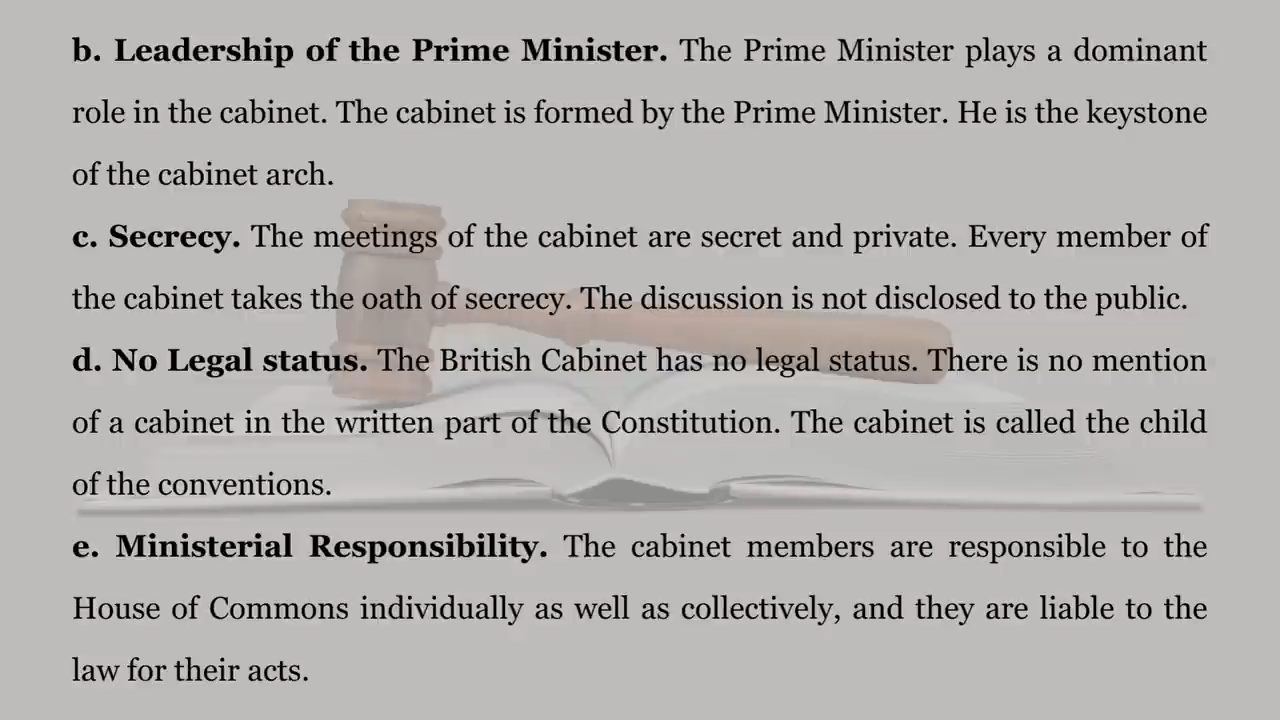 b. Leadership of the Prime Minister. The Prime Minister plays a dominant
role in the cabinet. The cabinet is formed by the Prime Minister. He is the keystone
of the cabinet arch.
c. Secrecy. The meetings of the cabinet are secret and private. Every member of
the cabinet takes the oath of secrecy. The discussion is not disclosed to the public.
d. No Legal status. The British Cabinet has no legal status. There is no mention
of a cabinet in the written part of the Constitution. The cabinet is called the child
of the conventions.
e. Ministerial Responsibility. The cabinet members are responsible to the
House of Commons individually as well as collectively, and they are liable to the
law for their acts.